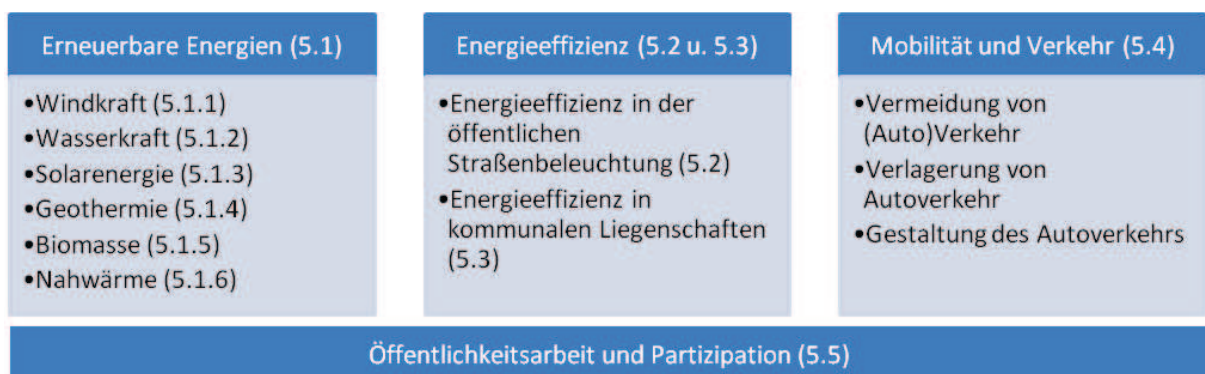 Erneuerbare Energien (5.1)
•Windkraft (5.1.1)
•Wasserkraft (5.1.2)
•Solarenergie (5.1.3)
•Geothermie (5.1.4)
•Biomasse (5.1.5)
•Nahwärme (5.1.6)
Energieeffizienz (5.2 u. 5.3)
•Energieeffizienz in der
öffentlichen
Straßenbeleuchtung (5.2)
•Energieeffizienz in
kommunalen Liegenschaften
(5.3)
Mobilität und Verkehr (5.4)
•Vermeidung von
(Auto)Verkehr
•Verlagerung von
Autoverkehr
•Gestaltung des Autoverkehrs
Öffentlichkeitsarbeit und Partizipation (5.5)